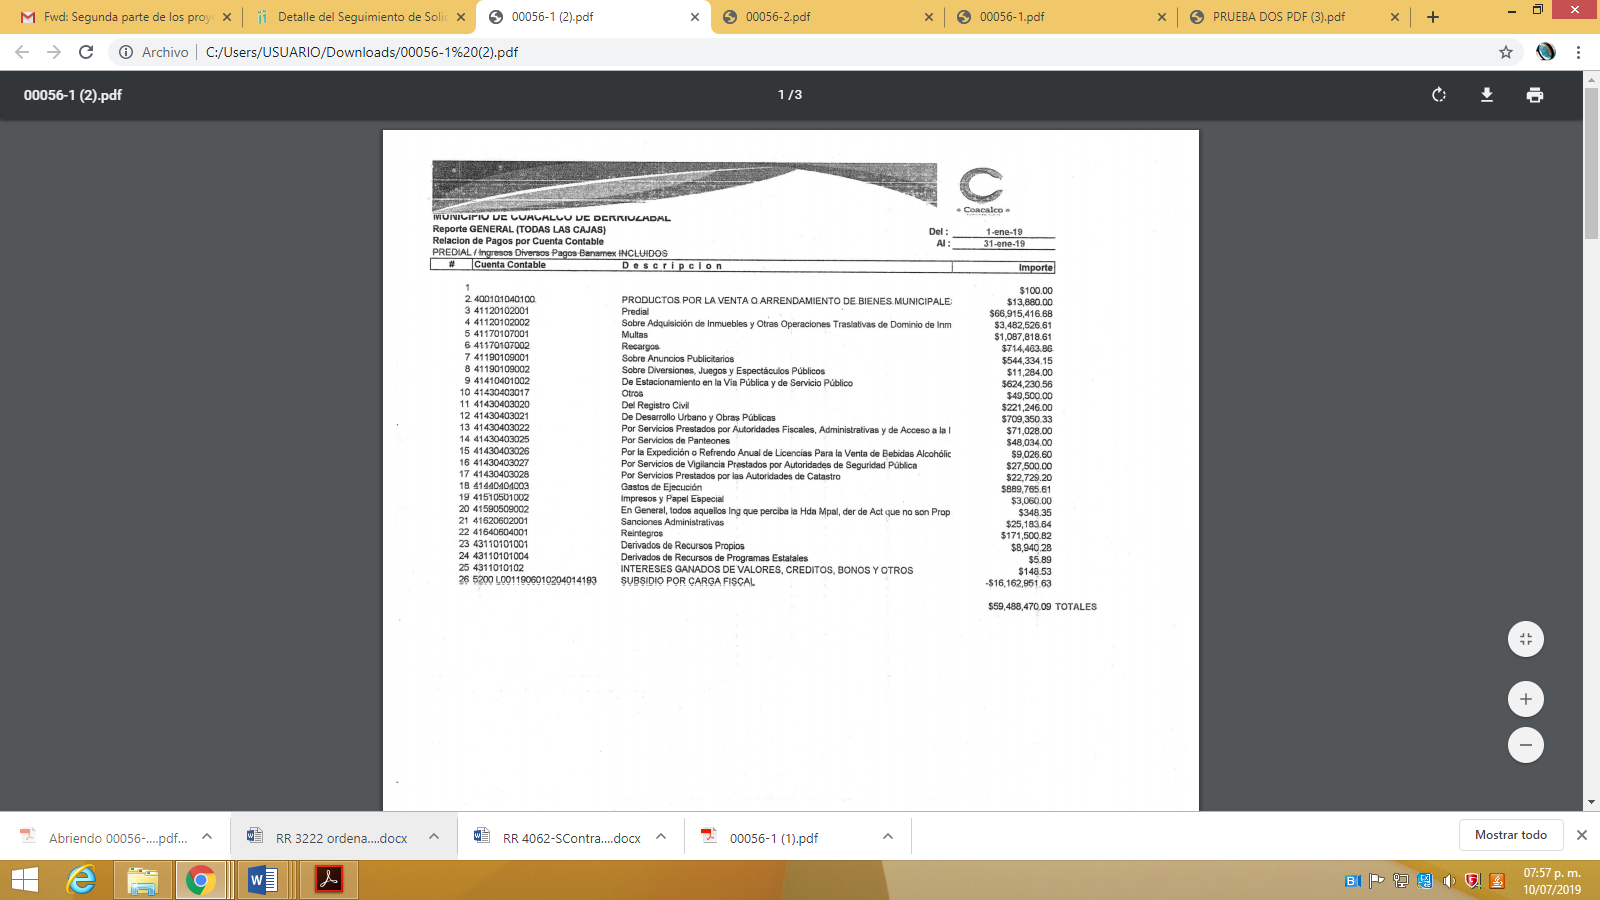 Fwd: Segunda parte de los proy
Detalle del Seguimiento de Soli
00056-1 (2).pdf
00056-2.pdf
00056-1.pdf
PRUEBA DOS PDF (3).pdf
Archivo
C:/Users/USUARIO/Downloads/00056-1%20(2).pdf
00056-1 (2).pdf
1 / 3
Coacalco
MUNICIPIO DE COACALCO DE BERRIOZABAL
Reporte GENERAL (TODAS LAS CAJAS)
Del : 1-ene-19
Relacion de Pagos por Cuenta Contable
Al : 31-ene-19
PREDIAL / Ingresos Diversos Pagos Banamex INCLUIDOS
# Cuenta Contable Descripcion Importe
1 $100.00
2 400101040100 PRODUCTOS POR LA VENTA O ARRENDAMIENTO DE BIENES MUNICIPALES $13,880.00
3 41120102001 Predial $66,915,416.68
4 41120102002 Sobre Adquisición de Inmuebles y Otras Operaciones Traslativas de Dominio de Inm $3,482,526.61
5 41170107001 Multas $1,087,818.61
6 41170107002 Recargos $714,463.86
7 41190109001 Sobre Anuncios Publicitarios $544,334.15
8 41190109002 Sobre Diversiones, Juegos y Espectáculos Públicos $11,284.00
9 41410401002 De Estacionamiento en la Vía Pública y de Servicio Público $624,230.56
10 41430403017 Otros $49,500.00
11 41430403020 Del Registro Civil $221,246.00
12 41430403021 De Desarrollo Urbano y Obras Públicas $709,350.33
13 41430403022 Por Servicios Prestados por Autoridades Fiscales, Administrativas y de Acceso a la I $71,028.00
14 41430403025 Por Servicios de Panteones $48,034.00
15 41430403026 Por la Expedición o Refrendo Anual de Licencias Para la Venta de Bebidas Alcohólic $9,026.60
16 41430403027 Por Servicios de Vigilancia Prestados por Autoridades de Seguridad Pública $27,500.00
17 41430403028 Por Servicios Prestados por las Autoridades de Catastro $22,729.20
18 41440404003 Gastos de Ejecución $889,765.61
19 41510501002 Impresos y Papel Especial $3,060.00
20 41590509002 En General, todos aquellos Ing que perciba la Hda Mpal, der de Act que no son Prop $348.35
21 41620602001 Sanciones Administrativas $25,183.64
22 41640604001 Reintegros $171,500.82
23 43110101001 Derivados de Recursos Propios $8,940.28
24 43110101004 Derivados de Recursos de Programas Estatales $5.89
25 4311010102 INTERESES GANADOS DE VALORES, CREDITOS, BONOS Y OTROS $148.53
26 5200 L0011906010204014193 SUBSIDIO POR CARGA FISCAL -$16,162,951.63
$59,488,470.09 TOTALES
Abriendo 00056-....pdf...
RR 3222 ordena....docx
RR 4062-SContra....docx
00056-1 (1).pdf
Mostrar todo
07:57 p. m.
10/07/2019